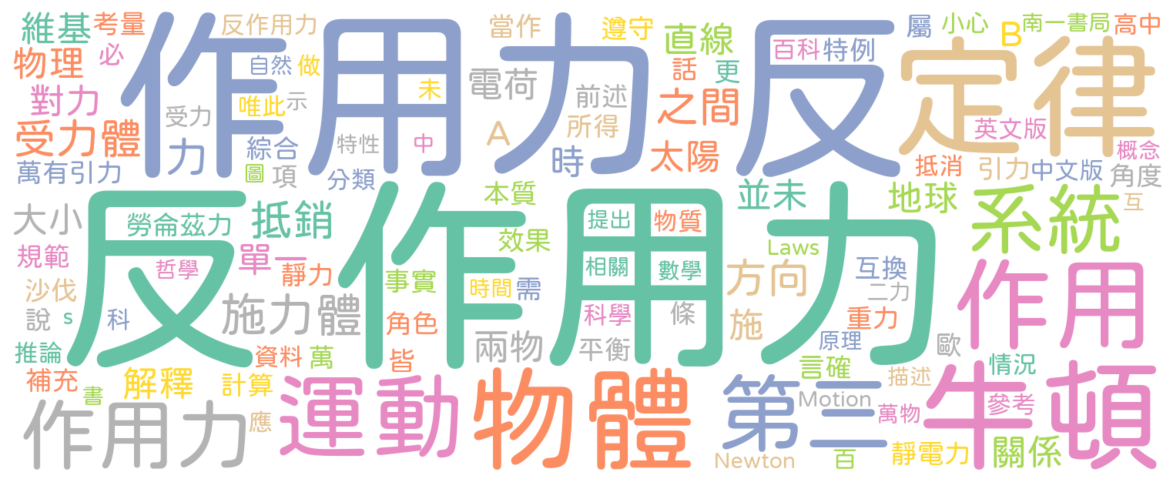 維基 考量 反作用力 當作 遵守 直線 百科 特例 屬 小心 B 南一書局 高中
物理 必 作用力 反 定律
自然 做 電荷 話 更
對力 唯此 示 未 前述 之間 A 所得 英文版
受力體 受力 力 綜合 特性 中 時 太陽 抵消 引力 中文版 概念
萬有引力 圖 項 分類 角度
大小 反作用力 本質 並未 地球 系統 互
勞侖茲力 抵銷 提出 物質
規範 哲學 單一 靜力 效果 相關 數學 Laws 方向 互換 作用
沙伐 事實 時間 需 二力
說 s 科 施力體 角色 科學 條 施 重力
推論 資料 萬 皆 兩物 平衡 原理 歐
補充 書 解釋 計算 言確 描述 情況
作用力 應 運動 物體 第三 Motion 萬物 牛頓 參考
Newton 百 靜電力 關係